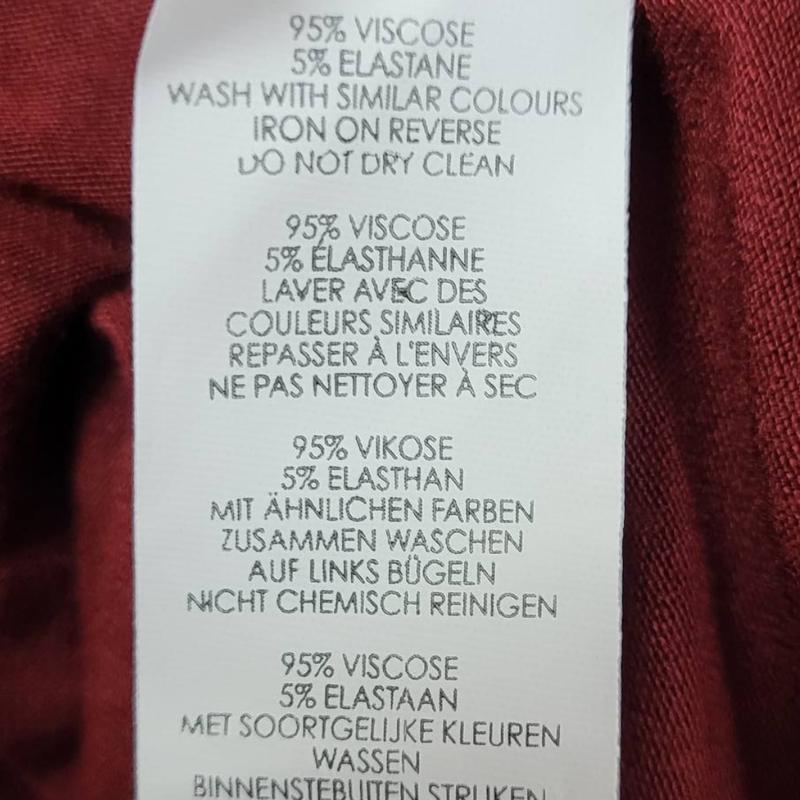 95% VISCOSE
5% ELASTANE
WASH WITH SIMILAR COLOURS
IRON ON REVERSE
DO NOT DRY CLEAN
95% VISCOSE
5% ÉLASTHANNE
LAVER AVEC DES
COULEURS SIMILAIRES
REPASSER À L'ENVERS
NE PAS NETTOYER À SEC
95% VIKOSE
5% ELASTHAN
MIT ÄHNLICHEN FARBEN
ZUSAMMEN WASCHEN
AUF LINKS BÜGELN
NICHT CHEMISCH REINIGEN
95% VISCOSE
5% ELASTAAN
MET SOORTGELIJKE KLEUREN
WASSEN
BINNENSTEBUITEN STRIJKEN